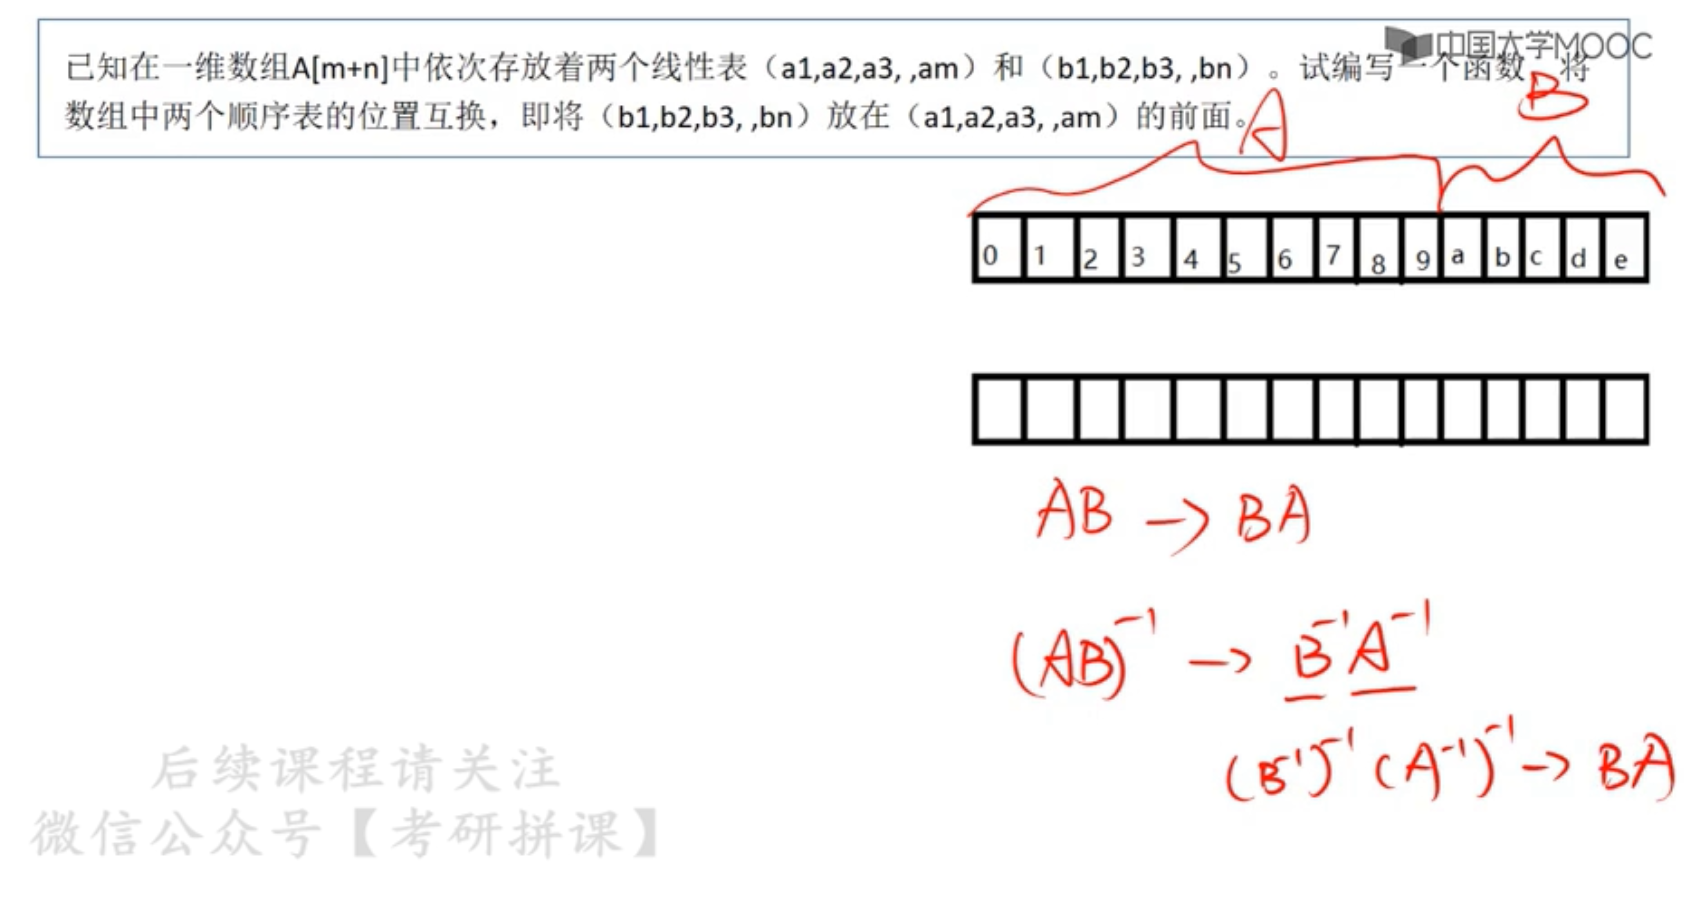 中国大学MOOC
已知在一维数组A[m+n]中依次存放着两个线性表（a1,a2,a3, ,am）和（b1,b2,b3, ,bn）。试编写一个函数，将
数组中两个顺序表的位置互换，即将（b1,b2,b3, ,bn）放在（a1,a2,a3, ,am）的前面。
A
B
0 1 2 3 4 5 6 7 8 9 a b c d e
AB → BA
(AB)⁻¹ → B⁻¹A⁻¹
(B⁻¹)⁻¹ (A⁻¹)⁻¹ → BA
后续课程请关注
微信公众号【考研拼课】